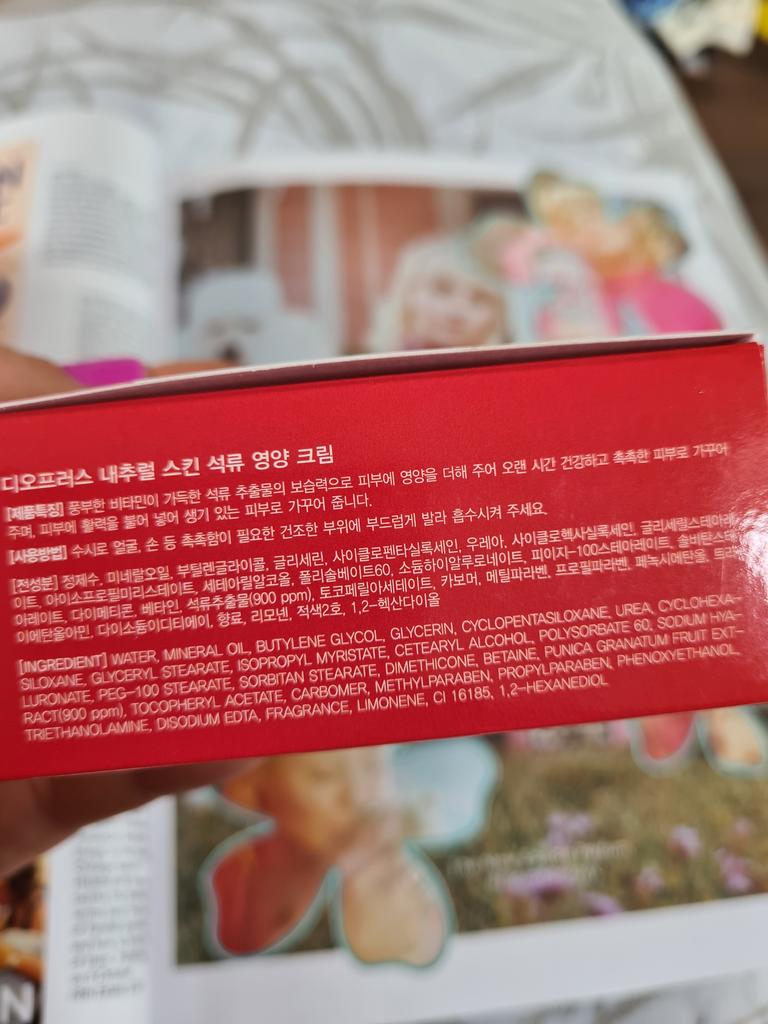 디오프러스 내추럴 스킨 석류 영양 크림
[제품특징] 풍부한 비타민이 가득한 석류 추출물의 보습력으로 피부에 영양을 더해 주어 오랜 시간 건강하고 촉촉한 피부로 가꾸어
주며, 피부에 활력을 불어 넣어 생기 있는 피부로 가꾸어 줍니다.
[사용방법] 수시로 얼굴, 손 등 촉촉함이 필요한 건조한 부위에 부드럽게 발라 흡수시켜 주세요.
[전성분] 정제수, 미네랄오일, 부틸렌글라이콜, 글리세린, 사이클로펜타실록세인, 우레아, 사이클로헥사실록세인, 글리세릴스테아레
이트, 아이소프로필미리스테이트, 세테아릴알코올, 폴리솔베이트60, 소듐하이알루로네이트, 피이지-100스테아레이트, 솔비탄스테
아레이트, 다이메티콘, 베타인, 석류추출물(900 ppm), 토코페릴아세테이트, 카보머, 메틸파라벤, 프로필파라벤, 페녹시에탄올, 트라
이에탄올아민, 다이소듐이디티에이, 향료, 리모넨, 적색2호, 1,2-헥산다이올
[INGREDIENT] WATER, MINERAL OIL, BUTYLENE GLYCOL, GLYCERIN, CYCLOPENTASILOXANE, UREA, CYCLOHEXA-
SILOXANE, GLYCERYL STEARATE, ISOPROPYL MYRISTATE, CETEARYL ALCOHOL, POLYSORBATE 60, SODIUM HYA-
LURONATE, PEG-100 STEARATE, SORBITAN STEARATE, DIMETHICONE, BETAINE, PUNICA GRANATUM FRUIT EXT-
RACT(900 ppm), TOCOPHERYL ACETATE, CARBOMER, METHYLPARABEN, PROPYLPARABEN, PHENOXYETHANOL,
TRIETHANOLAMINE, DISODIUM EDTA, FRAGRANCE, LIMONENE, CI 16185, 1,2-HEXANEDIOL